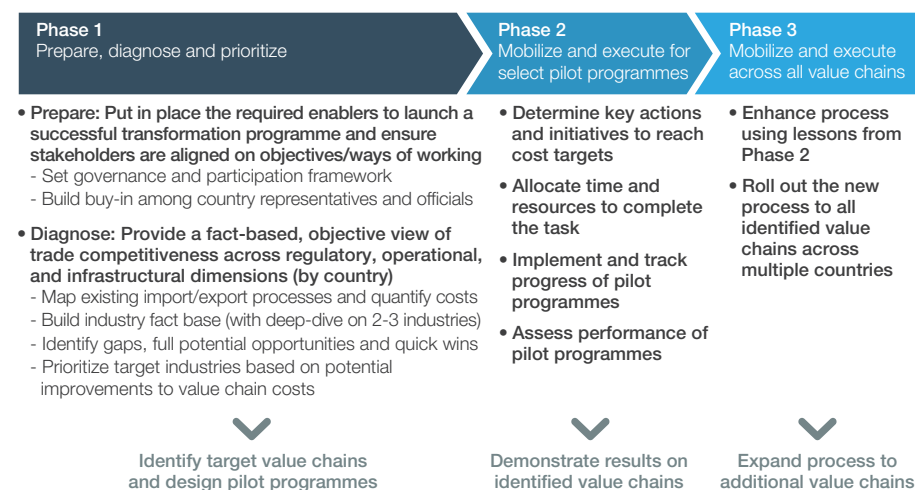 Phase 1
Prepare, diagnose and prioritize
Phase 2
Mobilize and execute for
select pilot programmes
Phase 3
Mobilize and execute
across all value chains
• Prepare: Put in place the required enablers to launch a
successful transformation programme and ensure
stakeholders are aligned on objectives/ways of working
- Set governance and participation framework
- Build buy-in among country representatives and officials
• Diagnose: Provide a fact-based, objective view of
trade competitiveness across regulatory, operational,
and infrastructural dimensions (by country)
- Map existing import/export processes and quantify costs
- Build industry fact base (with deep-dive on 2-3 industries)
- Identify gaps, full potential opportunities and quick wins
- Prioritize target industries based on potential
improvements to value chain costs
• Determine key actions
and initiatives to reach
cost targets
• Allocate time and
resources to complete
the task
• Implement and track
progress of pilot
programmes
• Assess performance of
pilot programmes
• Enhance process
using lessons from
Phase 2
• Roll out the new
process to all
identified value
chains across
multiple countries
Identify target value chains
and design pilot programmes
Demonstrate results on
identified value chains
Expand process to
additional value chains